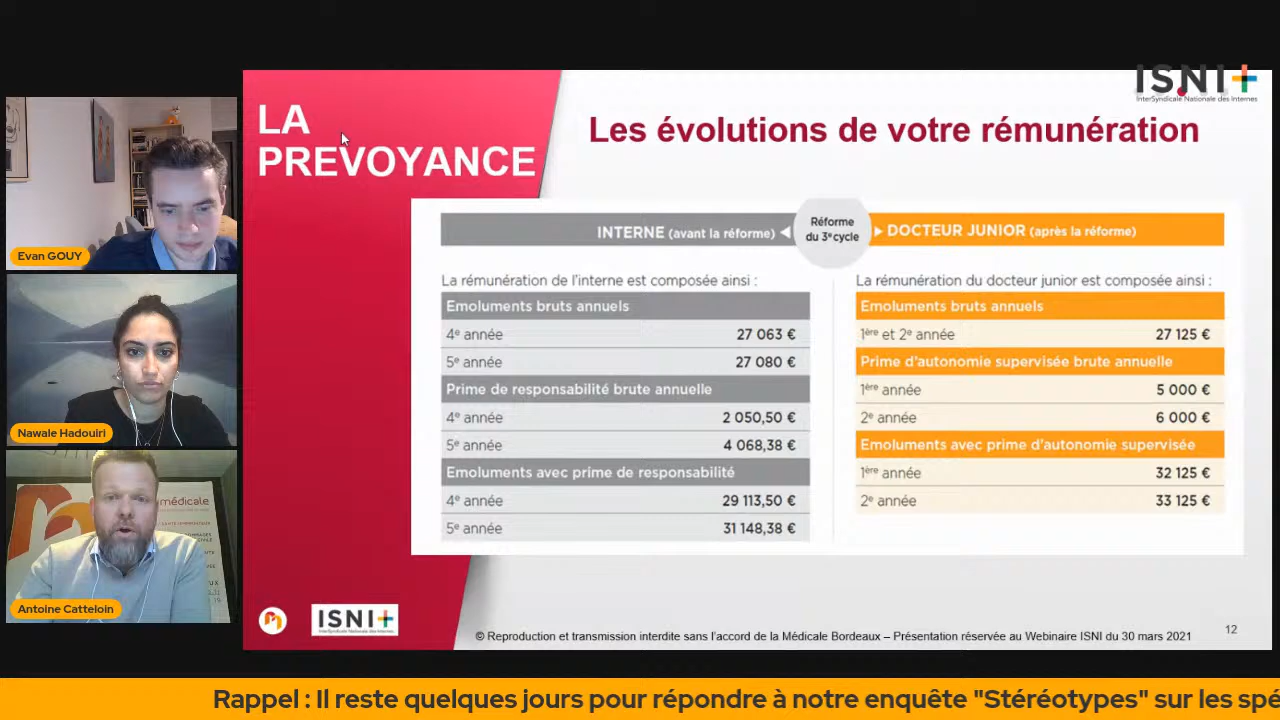 ISNI+
InterSyndicale Nationale des Internes
LA
PREVOYANCE
Les évolutions de votre rémunération
INTERNE (avant la réforme)
Réforme
du 3e cycle
DOCTEUR JUNIOR (après la réforme)
La rémunération de l'interne est composée ainsi :
Emoluments bruts annuels
4e année 27 063 €
5e année 27 080 €
Prime de responsabilité brute annuelle
4e année 2 050,50 €
5e année 4 068,38 €
Emoluments avec prime de responsabilité
4e année 29 113,50 €
5e année 31 148,38 €
La rémunération du docteur junior est composée ainsi :
Emoluments bruts annuels
1ère et 2e année 27 125 €
Prime d'autonomie supervisée brute annuelle
1ère année 5 000 €
2e année 6 000 €
Emoluments avec prime d'autonomie supervisée
1ère année 32 125 €
2e année 33 125 €
Evan GOUY
Nawale Hadouiri
médicale
Antoine Catteloin
ISNI+
InterSyndicale Nationale des Internes
© Reproduction et transmission interdite sans l'accord de la Médicale Bordeaux – Présentation réservée au Webinaire ISNI du 30 mars 2021
12
Rappel : Il reste quelques jours pour répondre à notre enquête "Stéréotypes" sur les spé